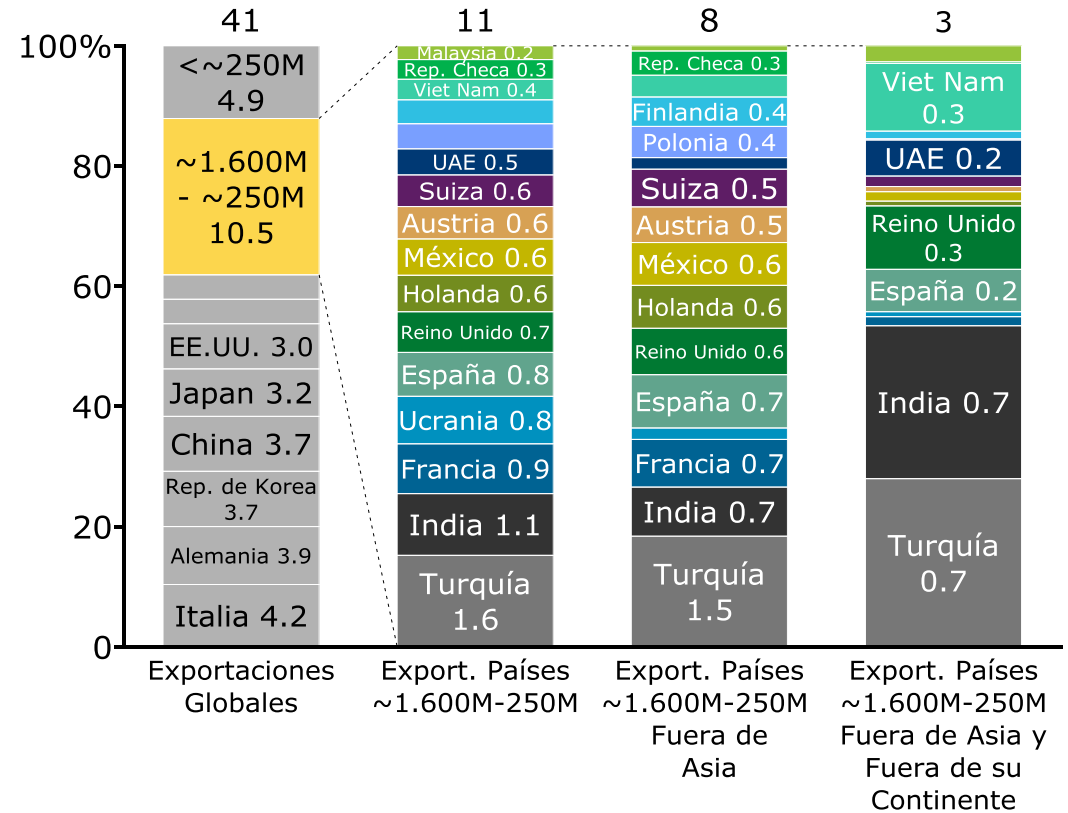 41
11
8
3
100%
80
60
40
20
0
<~250M
4.9
~1.600M
- ~250M
10.5
EE.UU. 3.0
Japan 3.2
China 3.7
Rep. de Korea
3.7
Alemania 3.9
Italia 4.2
Malaysia 0.2
Rep. Checa 0.3
Viet Nam 0.4
UAE 0.5
Suiza 0.6
Austria 0.6
México 0.6
Holanda 0.6
Reino Unido 0.7
España 0.8
Ucrania 0.8
Francia 0.9
India 1.1
Turquía
1.6
Rep. Checa 0.3
Finlandia 0.4
Polonia 0.4
Suiza 0.5
Austria 0.5
México 0.6
Holanda 0.6
Reino Unido 0.6
España 0.7
Francia 0.7
India 0.7
Turquía
1.5
Viet Nam
0.3
UAE 0.2
Reino Unido
0.3
España 0.2
India 0.7
Turquía
0.7
Exportaciones
Globales
Export. Países
~1.600M-250M
Export. Países
~1.600M-250M
Fuera de
Asia
Export. Países
~1.600M-250M
Fuera de Asia y
Fuera de su
Continente